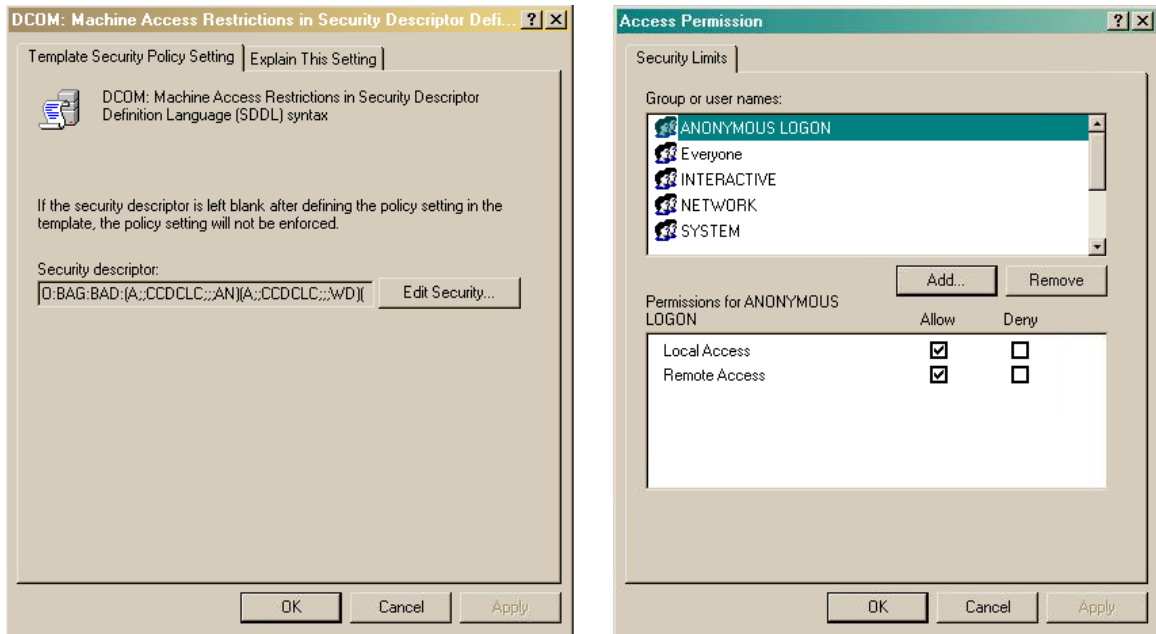 DCOM: Machine Access Restrictions in Security Descriptor Defi...
Template Security Policy Setting
Explain This Setting
DCOM: Machine Access Restrictions in Security Descriptor
Definition Language (SDDL) syntax
If the security descriptor is left blank after defining the policy setting in the
template, the policy setting will not be enforced.
Security descriptor:
O:BAG:BAD:(A;;CCDCLC;;;AN)(A;;CCDCLC;;;WD)(
Edit Security...
OK
Cancel
Apply
Access Permission
Security Limits
Group or user names:
ANONYMOUS LOGON
Everyone
INTERACTIVE
NETWORK
SYSTEM
Add...
Remove
Permissions for ANONYMOUS
LOGON
Allow
Deny
Local Access
Remote Access
OK
Cancel
Apply